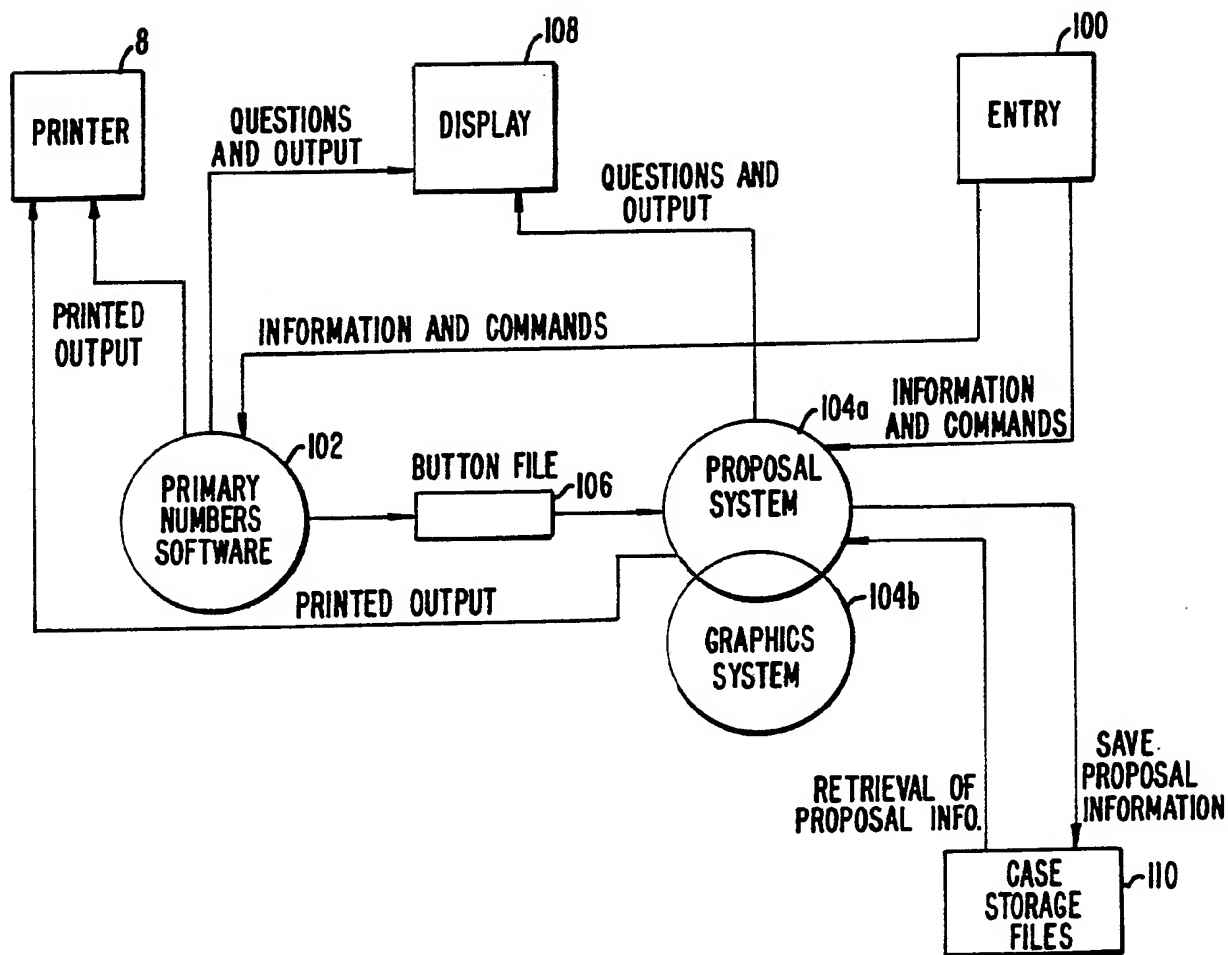 8
108
100
PRINTER
QUESTIONS
AND OUTPUT
DISPLAY
ENTRY
QUESTIONS AND
OUTPUT
PRINTED
OUTPUT
INFORMATION AND COMMANDS
INFORMATION
AND COMMANDS
104a
102
BUTTON FILE
106
PRIMARY
NUMBERS
SOFTWARE
PROPOSAL
SYSTEM
PRINTED OUTPUT
104b
GRAPHICS
SYSTEM
SAVE
PROPOSAL
INFORMATION
RETRIEVAL OF
PROPOSAL INFO.
CASE
STORAGE
FILES
110